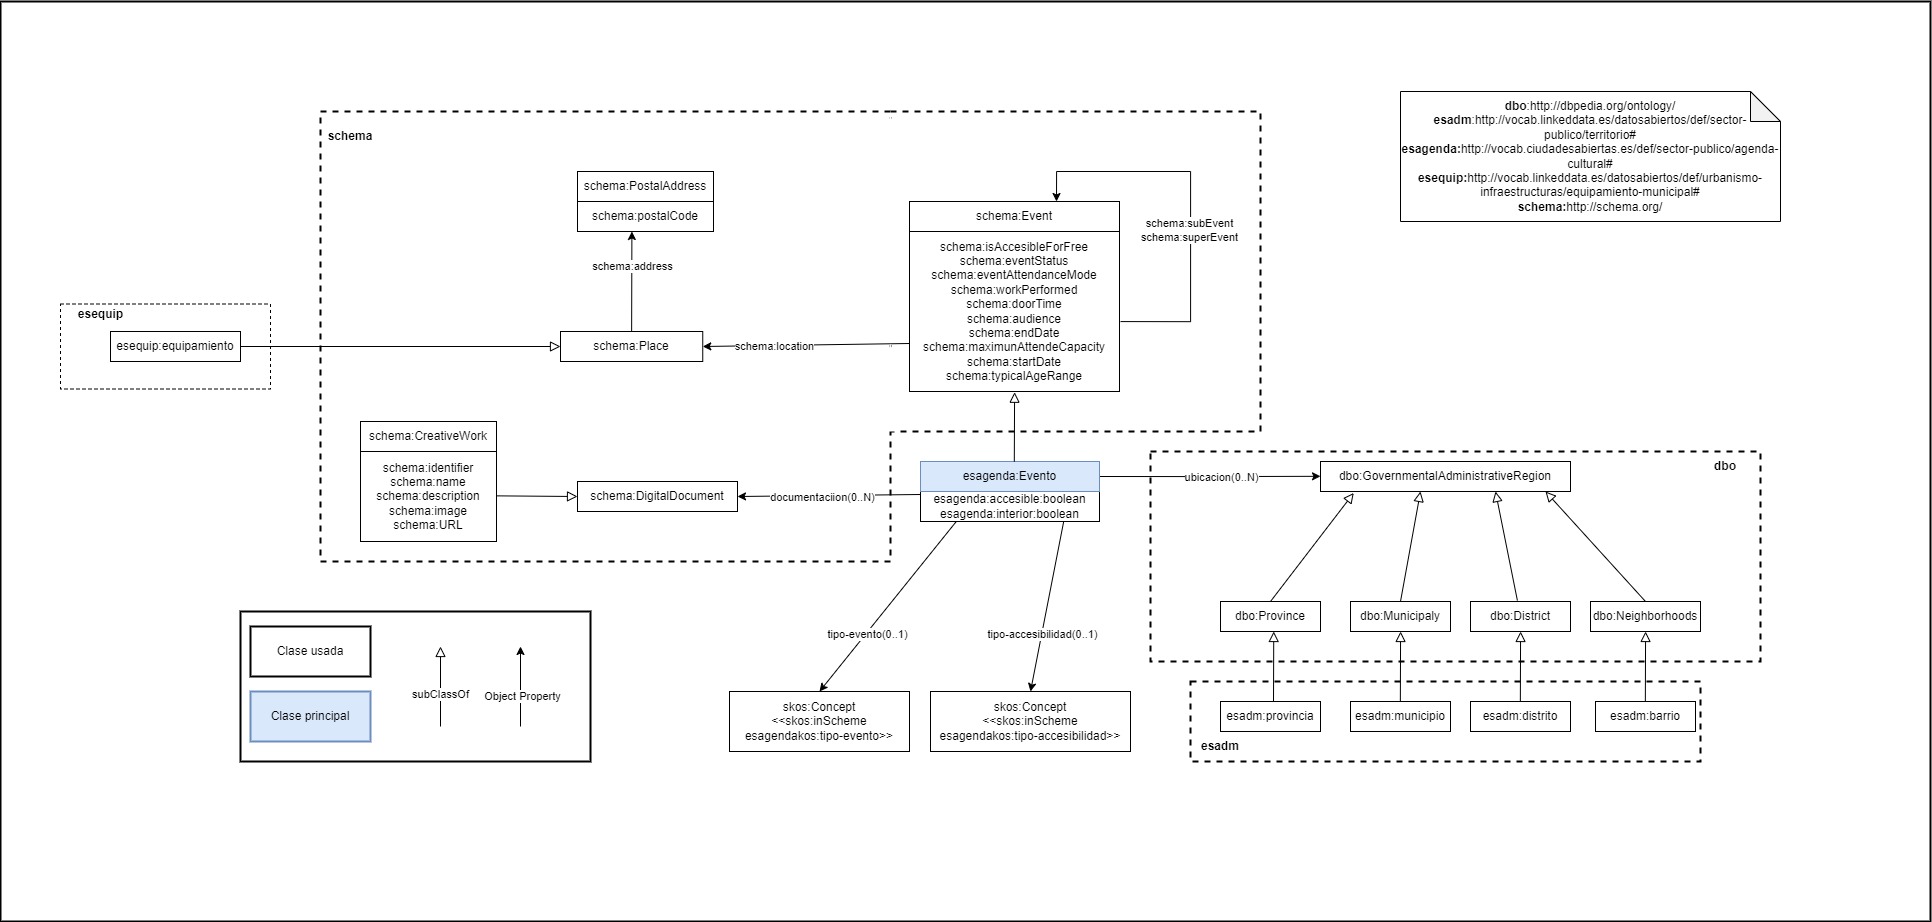 dbo:http://dbpedia.org/ontology/
esadm:http://vocab.linkeddata.es/datosabiertos/def/sector-
publico/territorio#
esagenda:http://vocab.ciudadesabiertas.es/def/sector-publico/agenda-
cultural#
esequip:http://vocab.linkeddata.es/datosabiertos/def/urbanismo-
infraestructuras/equipamiento-municipal#
schema:http://schema.org/
schema
schema:PostalAddress
schema:postalCode
schema:address
schema:Event
schema:isAccesibleForFree
schema:eventStatus
schema:eventAttendanceMode
schema:workPerformed
schema:doorTime
schema:audience
schema:endDate
schema:maximunAttendeCapacity
schema:startDate
schema:typicalAgeRange
schema:subEvent
schema:superEvent
esequip
esequip:equipamiento
schema:Place
schema:location
schema:CreativeWork
schema:identifier
schema:name
schema:description
schema:image
schema:URL
schema:DigitalDocument
documentaciion(0..N)
esagenda:Evento
esagenda:accesible:boolean
esagenda:interior:boolean
ubicacion(0..N)
dbo
dbo:GovernmentalAdministrativeRegion
dbo:Province
dbo:Municipaly
dbo:District
dbo:Neighborhoods
esadm:provincia
esadm:municipio
esadm:distrito
esadm:barrio
esadm
tipo-evento(0..1)
tipo-accesibilidad(0..1)
skos:Concept
<<skos:inScheme
esagendakos:tipo-evento>>
skos:Concept
<<skos:inScheme
esagendakos:tipo-accesibilidad>>
Clase usada
Clase principal
subClassOf
Object Property